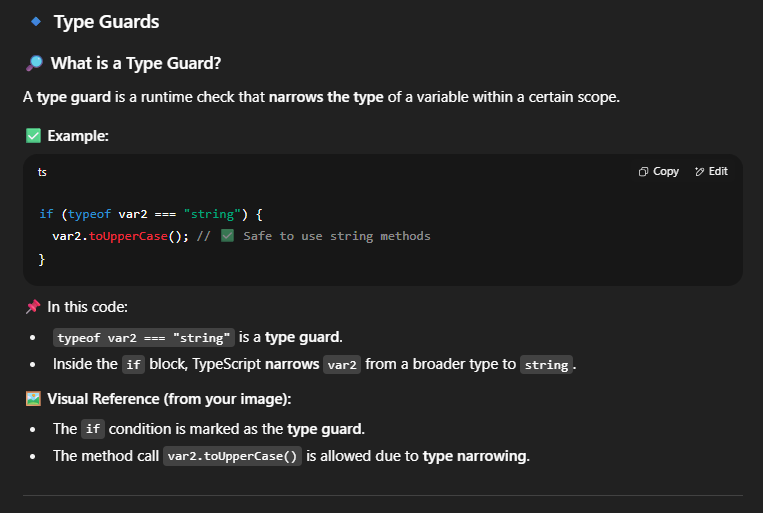 Type Guards
What is a Type Guard?
A type guard is a runtime check that narrows the type of a variable within a certain scope.
Example:
ts
Copy
Edit
if (typeof var2 === "string") {
  var2.toUpperCase(); // ✅ Safe to use string methods
}
In this code:
typeof var2 === "string" is a type guard.
Inside the if block, TypeScript narrows var2 from a broader type to string.
Visual Reference (from your image):
The if condition is marked as the type guard.
The method call var2.toUpperCase() is allowed due to type narrowing.